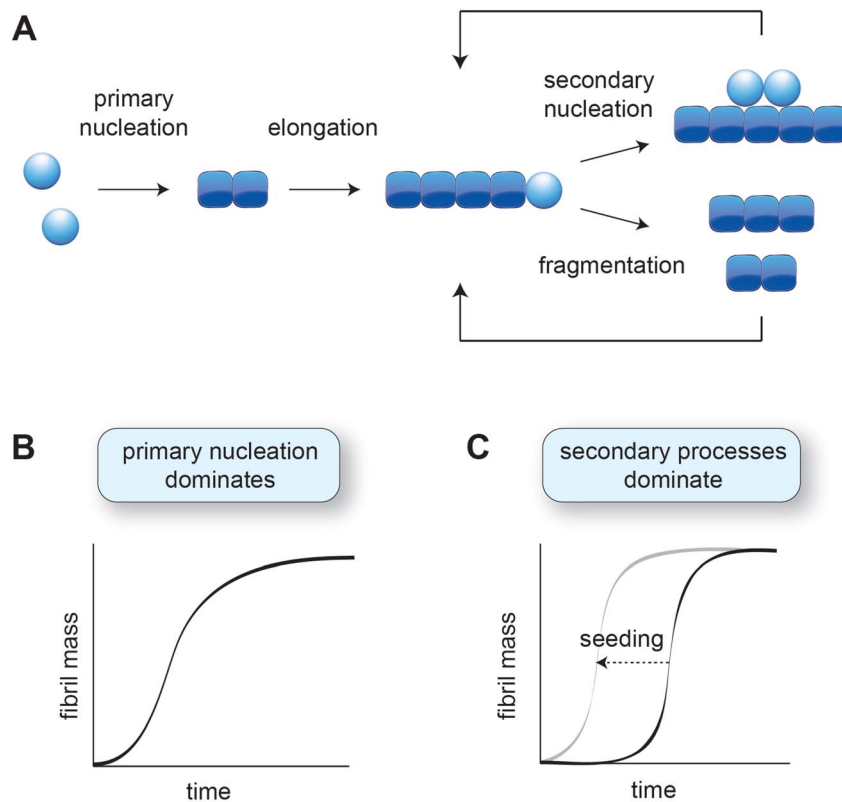 A
primary
nucleation
elongation
secondary
nucleation
fragmentation
B
primary nucleation
dominates
fibril mass
time
C
secondary processes
dominate
seeding
fibril mass
time